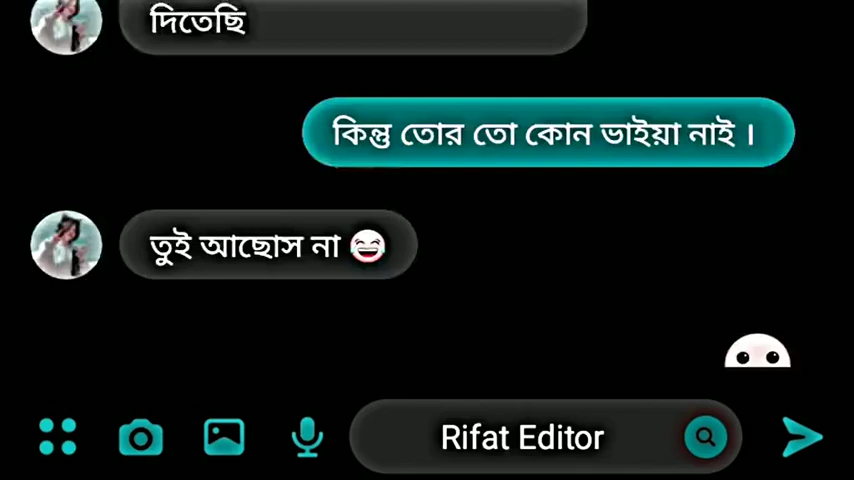 দিতেছি
কিন্তু তোর তো কোন ভাইয়া নাই ।
তুই আছোস না 😂
Rifat Editor